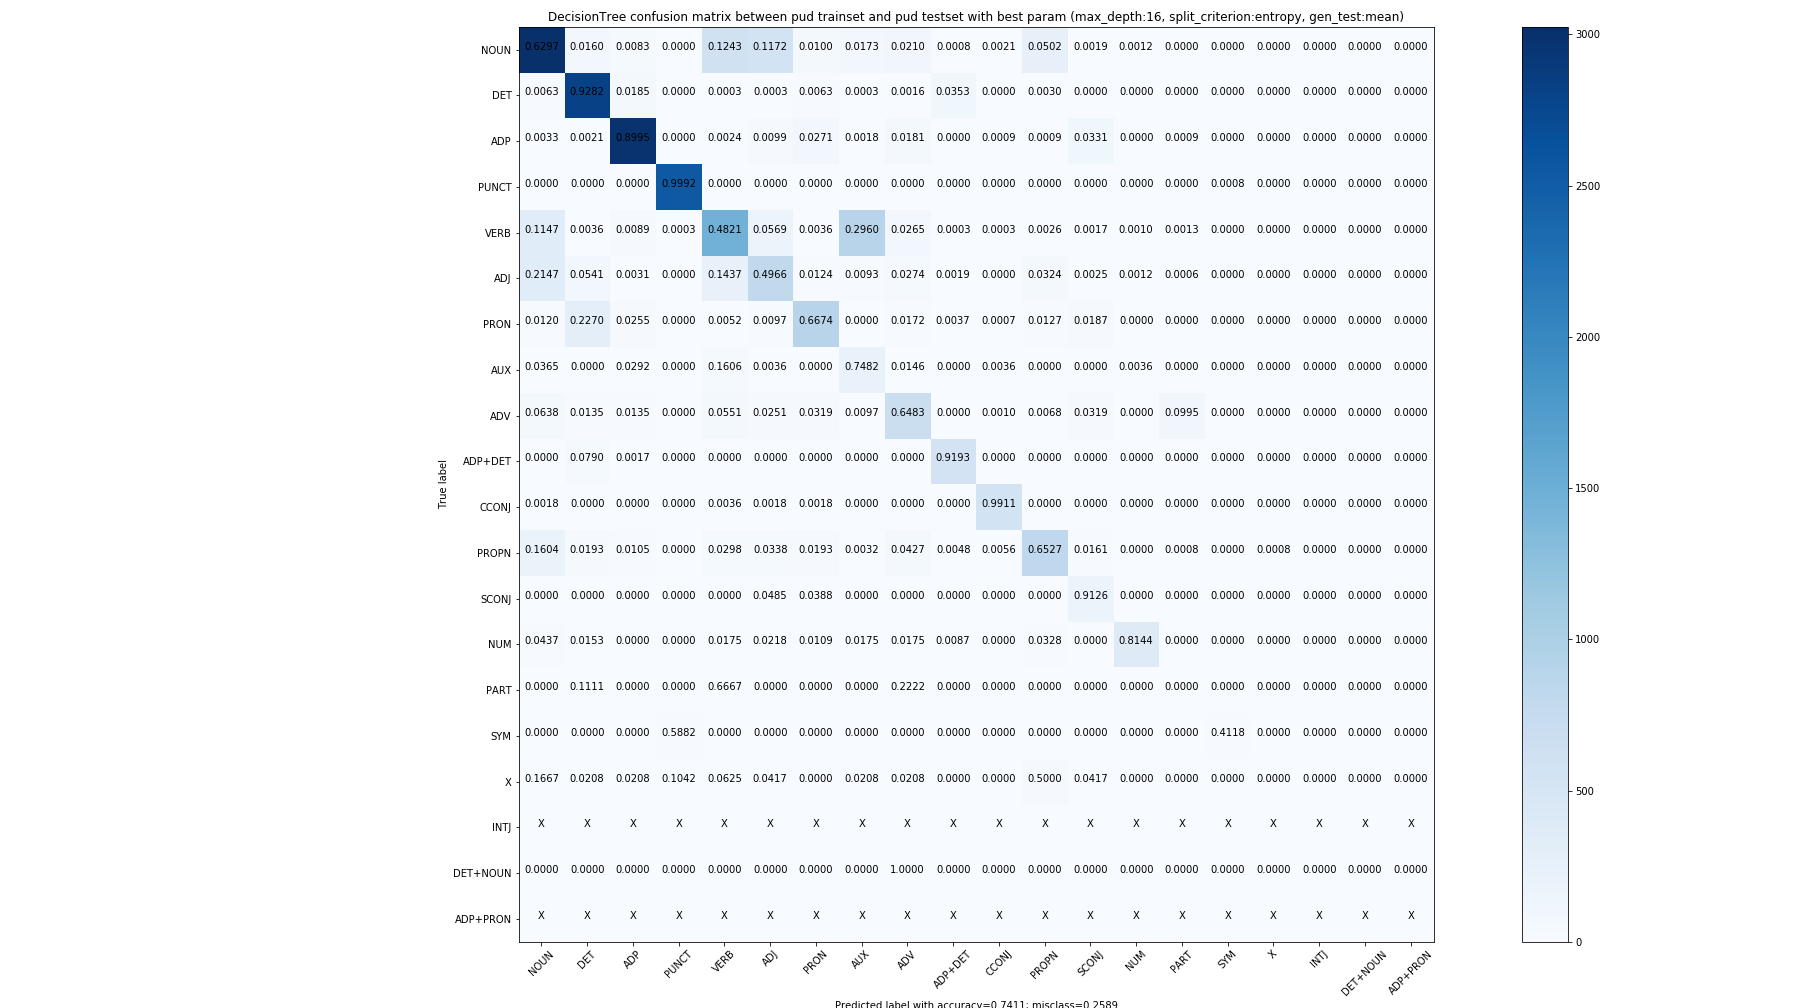 DecisionTree confusion matrix between pud trainset and pud testset with best param (max_depth:16, split_criterion:entropy, gen_test:mean)
NOUN 0.6297 0.0160 0.0083 0.0000 0.1243 0.1172 0.0100 0.0173 0.0210 0.0008 0.0021 0.0502 0.0019 0.0012 0.0000 0.0000 0.0000 0.0000 0.0000 0.0000
DET 0.0063 0.9282 0.0185 0.0000 0.0003 0.0003 0.0063 0.0003 0.0016 0.0353 0.0000 0.0030 0.0000 0.0000 0.0000 0.0000 0.0000 0.0000 0.0000 0.0000
ADP 0.0033 0.0021 0.8995 0.0000 0.0024 0.0099 0.0271 0.0018 0.0181 0.0000 0.0009 0.0009 0.0331 0.0000 0.0009 0.0000 0.0000 0.0080 0.0000 0.0000
PUNCT 0.0000 0.0000 0.0000 0.9992 0.0000 0.0000 0.0000 0.0000 0.0000 0.0000 0.0000 0.0000 0.0000 0.0000 0.0000 0.0008 0.0000 0.0000 0.0000 0.0000
VERB 0.1147 0.0036 0.0089 0.0003 0.4821 0.0569 0.0036 0.2960 0.0265 0.0003 0.0003 0.0026 0.0017 0.0010 0.0013 0.0000 0.0000 0.0000 0.0000 0.0000
ADJ 0.2147 0.0541 0.0031 0.0000 0.1437 0.4966 0.0124 0.0093 0.0274 0.0019 0.0000 0.0324 0.0025 0.0012 0.0006 0.0000 0.0000 0.0000 0.0000 0.0000
PRON 0.0120 0.2270 0.0255 0.0000 0.0052 0.0097 0.6674 0.0000 0.0172 0.0037 0.0007 0.0127 0.0187 0.0000 0.0000 0.0000 0.0000 0.0000 0.0000 0.0000
AUX 0.0365 0.0000 0.0292 0.0000 0.1606 0.0036 0.0000 0.7482 0.0146 0.0000 0.0036 0.0000 0.0000 0.0036 0.0000 0.0000 0.0000 0.0000 0.0000 0.0000
ADV 0.0638 0.0135 0.0135 0.0000 0.0551 0.0251 0.0319 0.0097 0.6483 0.0000 0.0010 0.0068 0.0319 0.0000 0.0995 0.0000 0.0000 0.0000 0.0000 0.0000
ADP+DET 0.0000 0.0790 0.0017 0.0000 0.0000 0.0000 0.0000 0.0000 0.0000 0.9193 0.0000 0.0000 0.0000 0.0000 0.0000 0.0000 0.0000 0.0000 0.0000 0.0000
CCONJ 0.0018 0.0000 0.0000 0.0000 0.0036 0.0018 0.0018 0.0000 0.0000 0.0000 0.9911 0.0000 0.0000 0.0000 0.0000 0.0000 0.0000 0.0000 0.0000 0.0000
PROPN 0.1604 0.0193 0.0105 0.0000 0.0298 0.0338 0.0193 0.0032 0.0427 0.0048 0.0056 0.6527 0.0161 0.0000 0.0008 0.0000 0.0008 0.0000 0.0000 0.0000
SCONJ 0.0000 0.0000 0.0000 0.0000 0.0000 0.0485 0.0388 0.0000 0.0000 0.0000 0.0000 0.0000 0.9126 0.0000 0.0000 0.0000 0.0000 0.0000 0.0000 0.0000
NUM 0.0437 0.0153 0.0000 0.0000 0.0175 0.0218 0.0109 0.0175 0.0175 0.0087 0.0000 0.0328 0.0000 0.8144 0.0000 0.0000 0.0000 0.0000 0.0000 0.0000
PART 0.0000 0.1111 0.0000 0.0000 0.6667 0.0000 0.0000 0.0000 0.2222 0.0000 0.0000 0.0000 0.0000 0.0000 0.0000 0.0000 0.0000 0.0000 0.0000 0.0000
SYM 0.0000 0.0000 0.0000 0.5882 0.0000 0.0000 0.0000 0.0000 0.0000 0.0000 0.0000 0.0000 0.0000 0.0000 0.0000 0.4118 0.0000 0.0000 0.0000 0.0000
X 0.1667 0.0208 0.0208 0.1042 0.0625 0.0417 0.0000 0.0208 0.0208 0.0000 0.0000 0.5000 0.0417 0.0000 0.0000 0.0000 0.0000 0.0000 0.0000 0.0000
INTJ X X X X X X X X X X X X X X X X X X X X
DET+NOUN 0.0000 0.0000 0.0000 0.0000 0.0000 0.0000 0.0000 0.0000 1.0000 0.0000 0.0000 0.0000 0.0000 0.0000 0.0000 0.0000 0.0000 0.0000 0.0000 0.0000
ADP+PRON X X X X X X X X X X X X X X X X X X X X
True label
NOUN DET ADP PUNCT VERB ADJ PRON AUX ADV ADP+DET CCONJ PROPN SCONJ NUM PART SYM X INTJ DET+NOUN ADP+PRON
Predicted label with accuracy=0.7411; misclass=0.2589
3000
2500
2000
1500
1000
500
0